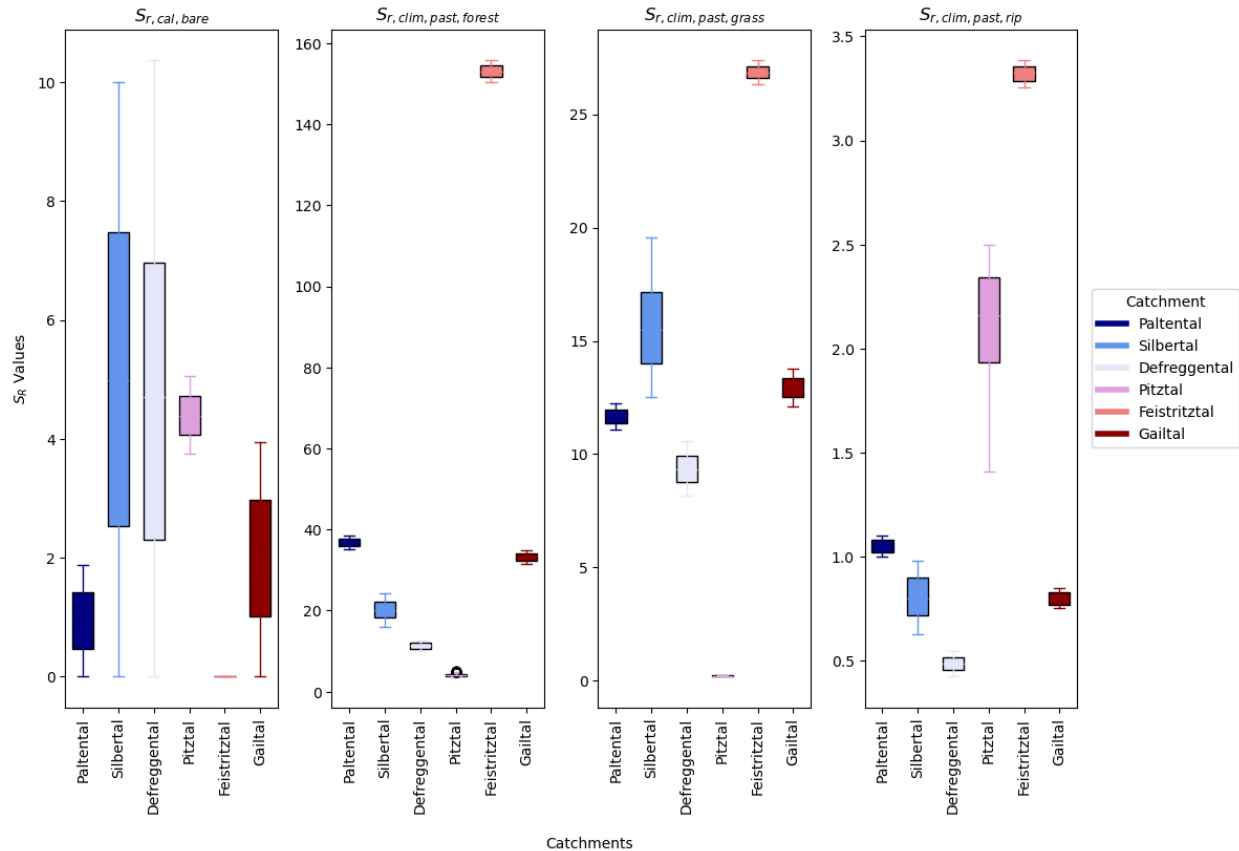 S_{r, cal, bare}
S_{r, clim, past, forest}
S_{r, clim, past, grass}
S_{r, clim, past, rip}
S_R Values
10
8
6
4
2
0
160
140
120
100
80
60
40
20
0
25
20
15
10
5
0
3.5
3.0
2.5
2.0
1.5
1.0
0.5
Paltental
Silbertal
Defreggental
Pitztal
Feistritztal
Gailtal
Paltental
Silbertal
Defreggental
Pitztal
Feistritztal
Gailtal
Paltental
Silbertal
Defreggental
Pitztal
Feistritztal
Gailtal
Paltental
Silbertal
Defreggental
Pitztal
Feistritztal
Gailtal
Catchments
Catchment
Paltental
Silbertal
Defreggental
Pitztal
Feistritztal
Gailtal